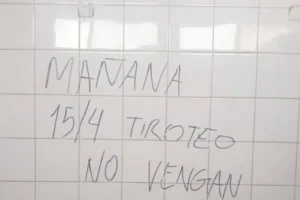 MAÑANA
15/4 TIROTEO
NO VENGAN